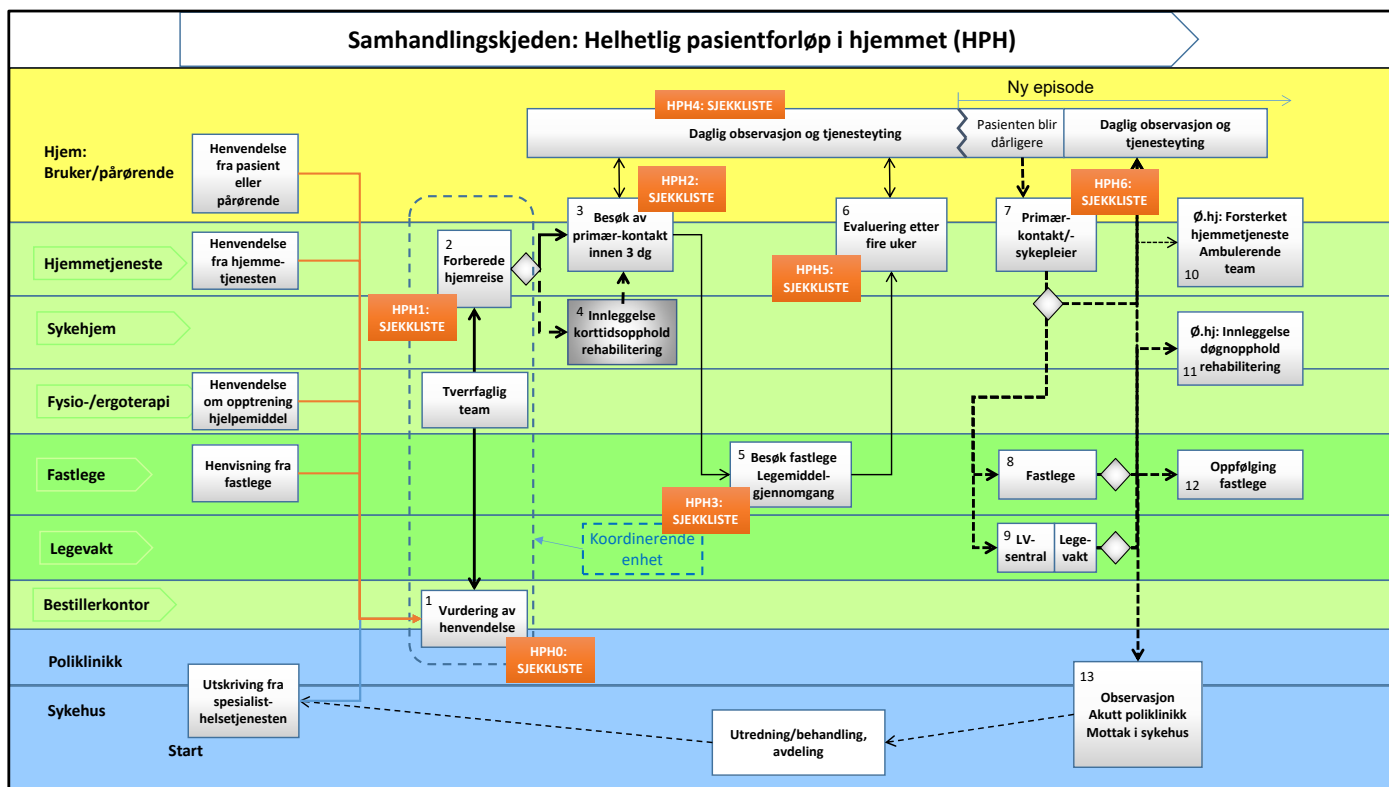 Samhandlingskjeden: Helhetlig pasientforløp i hjemmet (HPH)
Ny episode
HPH4: SJEKKLISTE
Daglig observasjon og tjenesteyting
Pasienten blir
dårligere
Daglig observasjon og
tjenesteyting
Hjem:
Bruker/pårørende
Henvendelse
fra pasient
eller
pårørende
HPH2:
SJEKKLISTE
HPH6:
SJEKKLISTE
3
Besøk av
primær-kontakt
innen 3 dg
6
Evaluering etter
fire uker
7
Primær-
kontakt/-
sykepleier
Ø.hj: Forsterket
hjemmetjeneste
Ambulerende
team
10
Hjemmetjeneste
Henvendelse
fra hjemme-
tjenesten
2
Forberede
hjemreise
HPH5:
SJEKKLISTE
HPH1:
SJEKKLISTE
Sykehjem
4
Innleggelse
korttidsopphold
rehabilitering
Ø.hj: Innleggelse
døgnopphold
rehabilitering
11
Fysio-/ergoterapi
Henvendelse
om opptrening
hjelpemiddel
Tverrfaglig
team
Fastlege
Henvisning fra
fastlege
5
Besøk fastlege
Legemiddel-
gjennomgang
HPH3:
SJEKKLISTE
8
Fastlege
Oppfølging
fastlege
12
Legevakt
Koordinerende
enhet
9
LV-
sentral
Lege-
vakt
Bestillerkontor
1
Vurdering av
henvendelse
HPH0:
SJEKKLISTE
Poliklinikk
Sykehus
Utskriving fra
spesialist-
helsetjenesten
Start
Utredning/behandling,
avdeling
13
Observasjon
Akutt poliklinikk
Mottak i sykehus